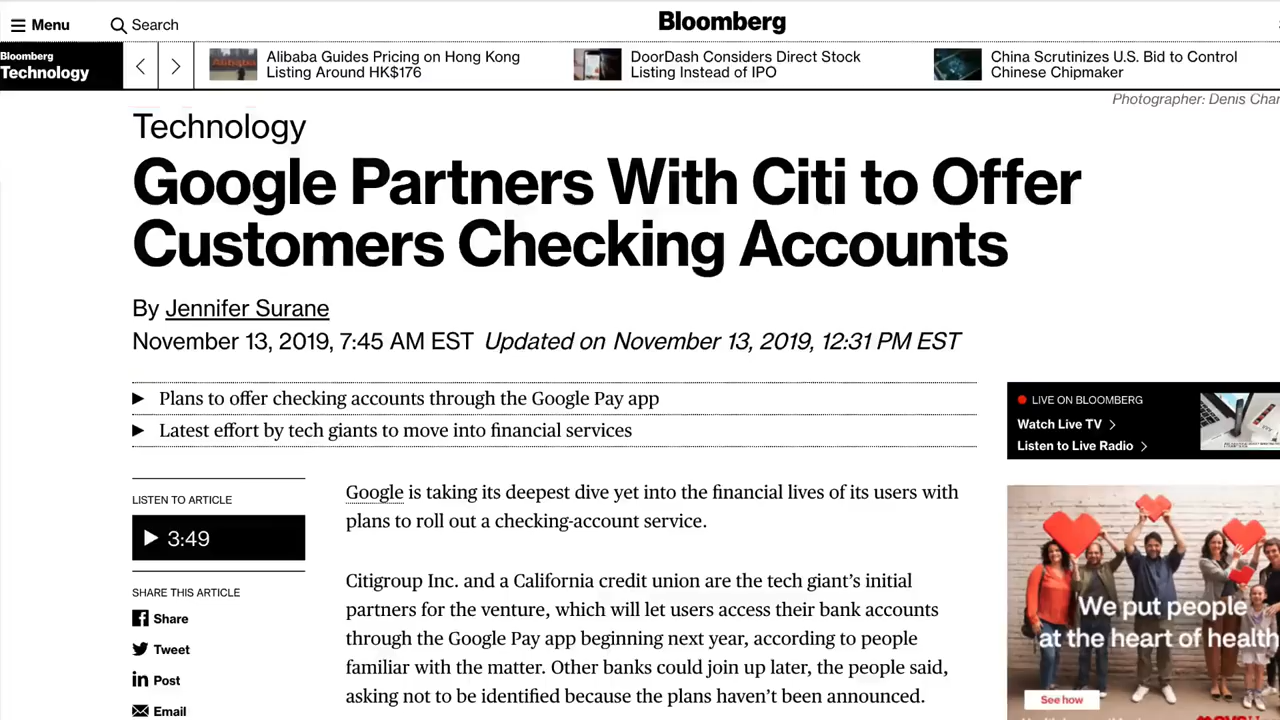 Menu
Search
Bloomberg
Bloomberg
Technology
Alibaba Guides Pricing on Hong Kong
Listing Around HK$176
DoorDash Considers Direct Stock
Listing Instead of IPO
China Scrutinizes U.S. Bid to Control
Chinese Chipmaker
Photographer: Denis
Technology
Google Partners With Citi to Offer
Customers Checking Accounts
By Jennifer Surane
November 13, 2019, 7:45 AM EST Updated on November 13, 2019, 12:31 PM EST
Plans to offer checking accounts through the Google Pay app
Latest effort by tech giants to move into financial services
LIVE ON BLOOMBERG
Watch Live TV
Listen to Live Radio
LISTEN TO ARTICLE
3:49
SHARE THIS ARTICLE
Share
Tweet
Post
Email
Google is taking its deepest dive yet into the financial lives of its users with
plans to roll out a checking-account service.
Citigroup Inc. and a California credit union are the tech giant's initial
partners for the venture, which will let users access their bank accounts
through the Google Pay app beginning next year, according to people
familiar with the matter. Other banks could join up later, the people said,
asking not to be identified because the plans haven't been announced.
We put people
at the heart of health
See how